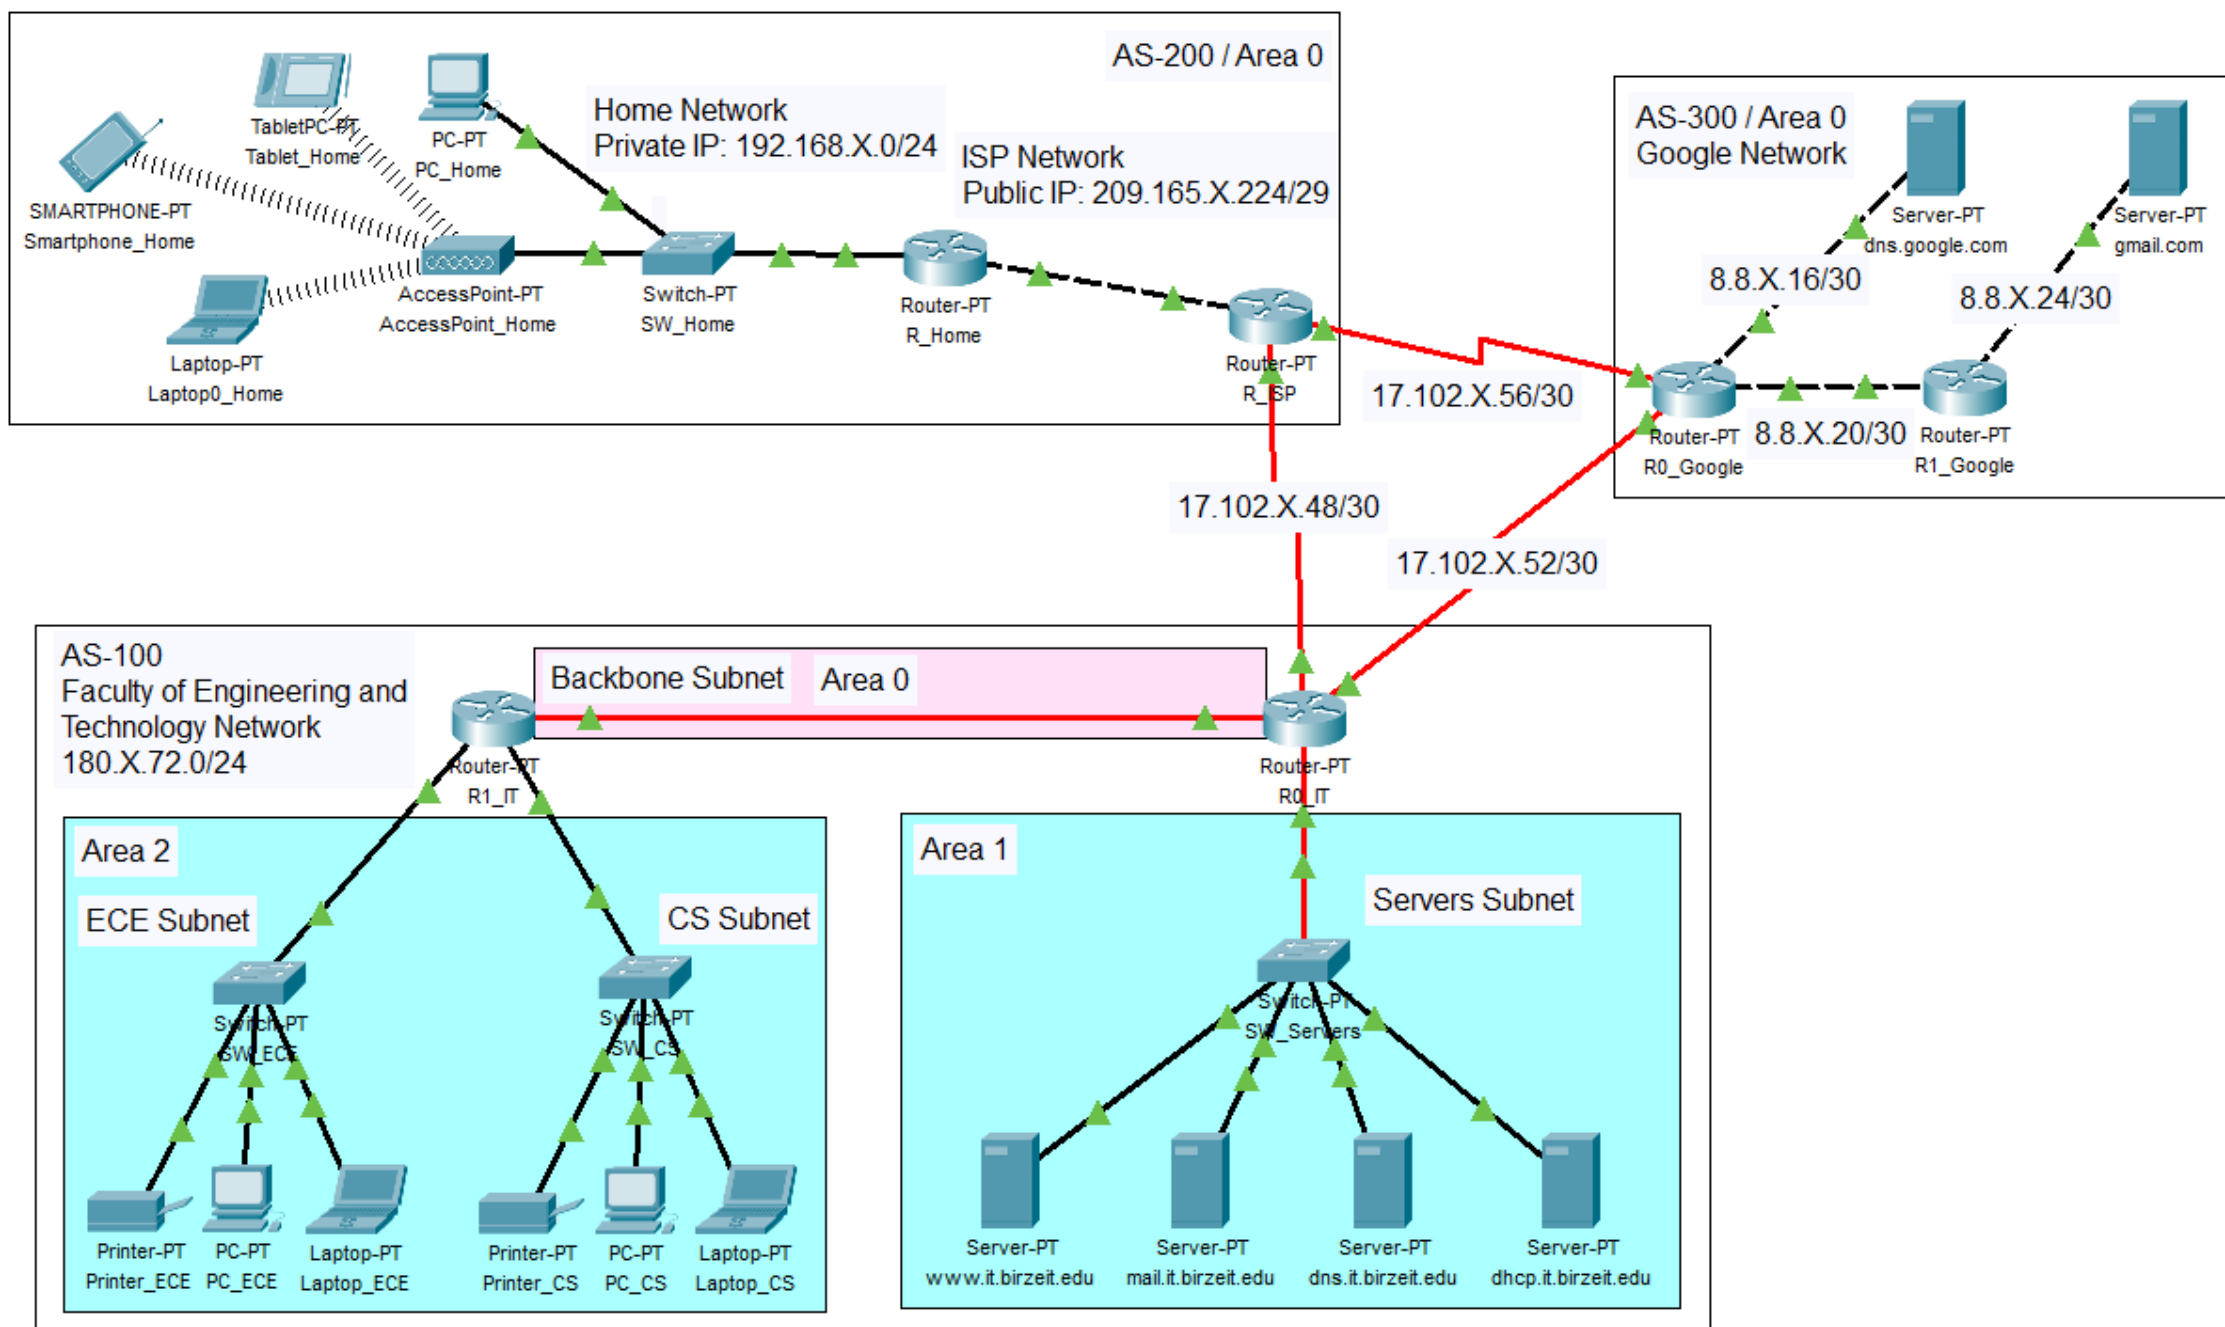 AS-200 / Area 0
TabletPC-PT
Tablet_Home
PC-PT
PC_Home
Home Network
Private IP: 192.168.X.0/24
ISP Network
Public IP: 209.165.X.224/29
SMARTPHONE-PT
Smartphone_Home
AccessPoint-PT
AccessPoint_Home
Switch-PT
SW_Home
Router-PT
R_Home
Laptop-PT
Laptop0_Home
Router-PT
R_ISP
AS-300 / Area 0
Google Network
Server-PT
dns.google.com
Server-PT
gmail.com
8.8.X.16/30
8.8.X.24/30
17.102.X.56/30
Router-PT
R0_Google
8.8.X.20/30
Router-PT
R1_Google
17.102.X.48/30
17.102.X.52/30
AS-100
Faculty of Engineering and
Technology Network
180.X.72.0/24
Backbone Subnet
Area 0
Router-PT
R1_IT
Router-PT
R0_IT
Area 2
ECE Subnet
CS Subnet
Switch-PT
SW_ECE
Switch-PT
SW_CS
Printer-PT
Printer_ECE
PC-PT
PC_ECE
Laptop-PT
Laptop_ECE
Printer-PT
Printer_CS
PC-PT
PC_CS
Laptop-PT
Laptop_CS
Area 1
Servers Subnet
Switch-PT
SW_Servers
Server-PT
www.it.birzeit.edu
Server-PT
mail.it.birzeit.edu
Server-PT
dns.it.birzeit.edu
Server-PT
dhcp.it.birzeit.edu